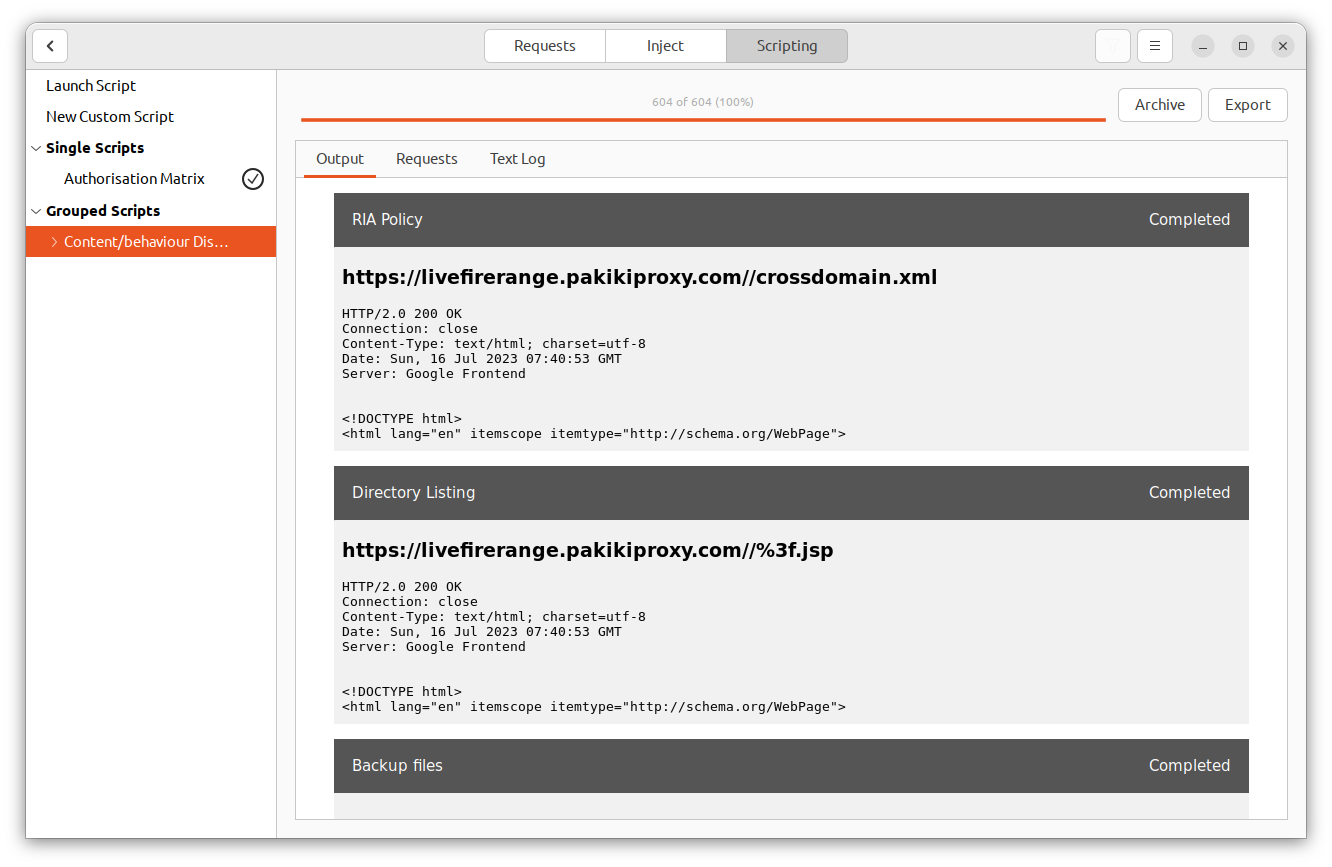 Requests
Inject
Scripting
Launch Script
New Custom Script
Single Scripts
Authorisation Matrix
Grouped Scripts
Content/behaviour Dis…
604 of 604 (100%)
Archive
Export
Output
Requests
Text Log
RIA Policy
Completed
https://livefirerange.pakikiproxy.com//crossdomain.xml
HTTP/2.0 200 OK
Connection: close
Content-Type: text/html; charset=utf-8
Date: Sun, 16 Jul 2023 07:40:53 GMT
Server: Google Frontend
<!DOCTYPE html>
<html lang="en" itemscope itemtype="http://schema.org/WebPage">
Directory Listing
Completed
https://livefirerange.pakikiproxy.com//%3f.jsp
HTTP/2.0 200 OK
Connection: close
Content-Type: text/html; charset=utf-8
Date: Sun, 16 Jul 2023 07:40:53 GMT
Server: Google Frontend
<!DOCTYPE html>
<html lang="en" itemscope itemtype="http://schema.org/WebPage">
Backup files
Completed